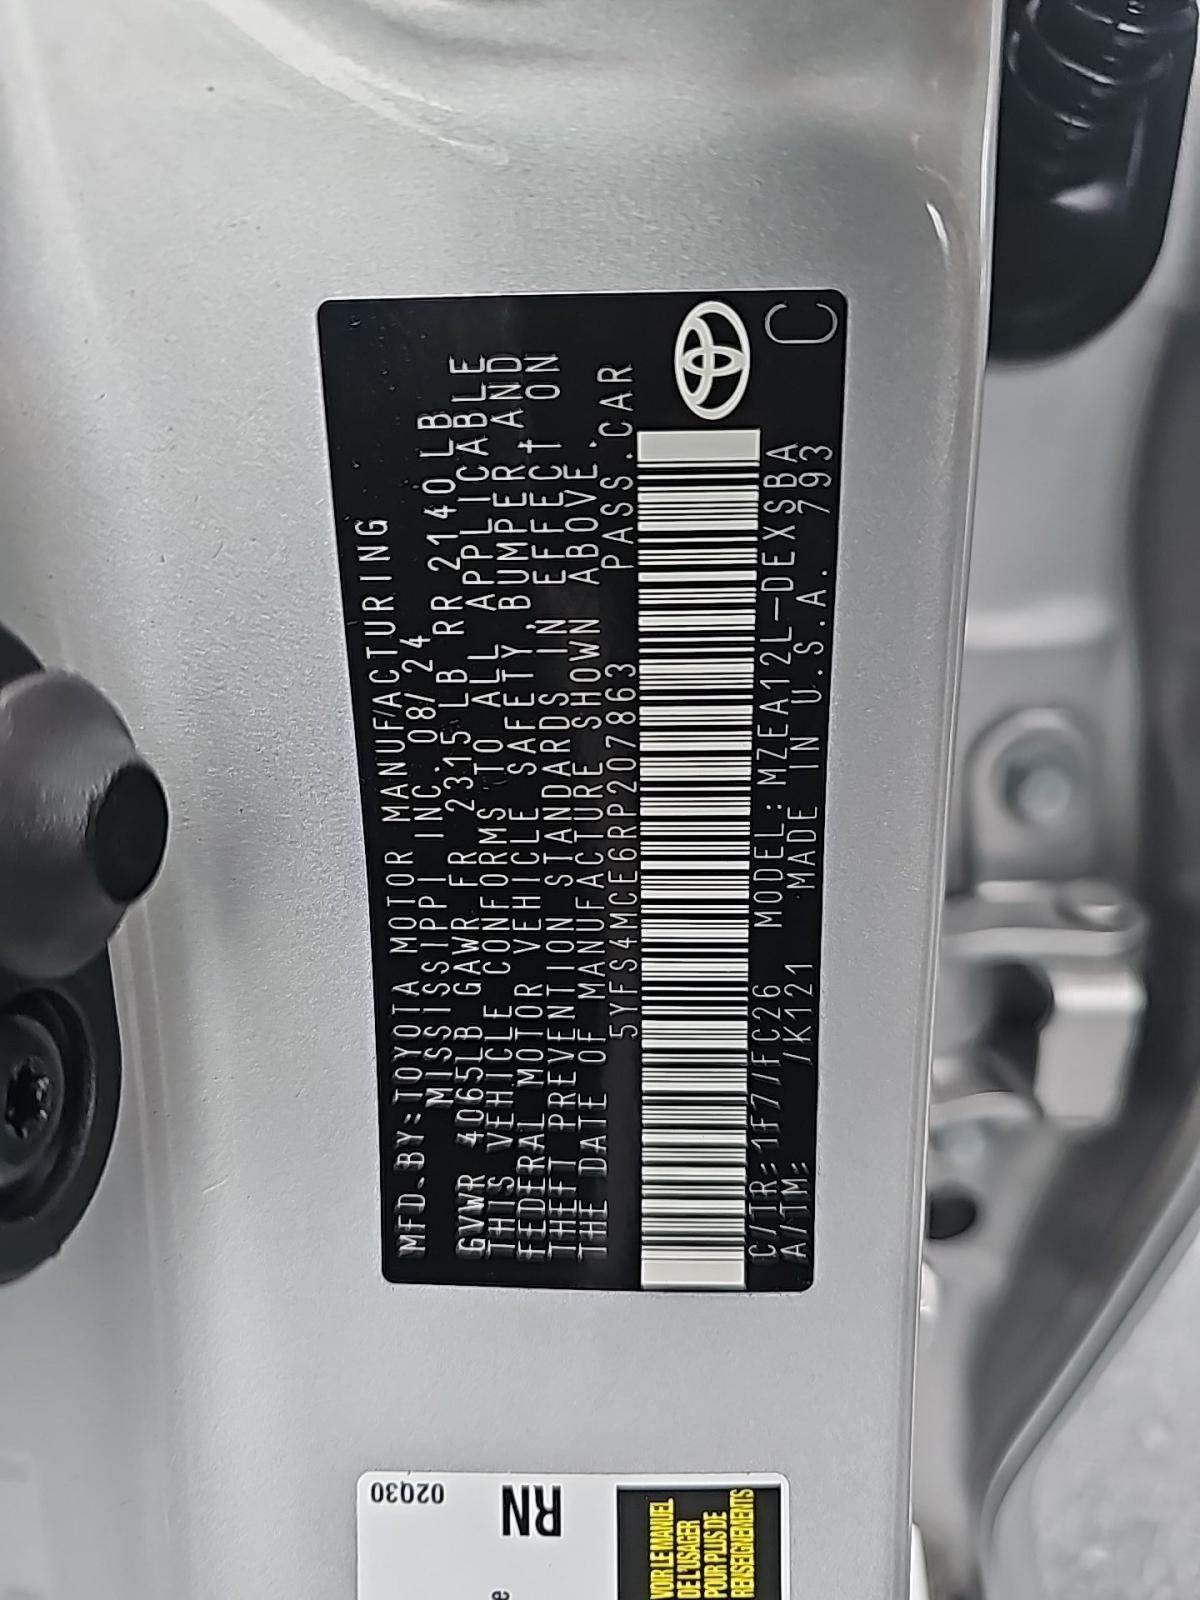 MFD.BY:TOYOTA MOTOR MANUFACTURING
MISSISSIPPI INC. 08/24
GVWR 4065LB GAWR FR 2315LB RR 2140LB
THIS VEHICLE CONFORMS TO ALL APPLICABLE
FEDERAL MOTOR VEHICLE SAFETY,BUMPER AND
THEFT PREVENTION STANDARDS IN EFFECT ON
THE DATE OF MANUFACTURE SHOWN ABOVE.
5YFS4MCE6RP207863 PASS.CAR
C/TR:1F7/FC26 MODEL:MZEA12L-DEXSBA
A/TM: /K121 MADE IN U.S.A. 793
C
02Q30
RN
e
VOIR LE MANUEL
DE L'USAGER
POUR PLUS DE
RENSEIGNEMENTS